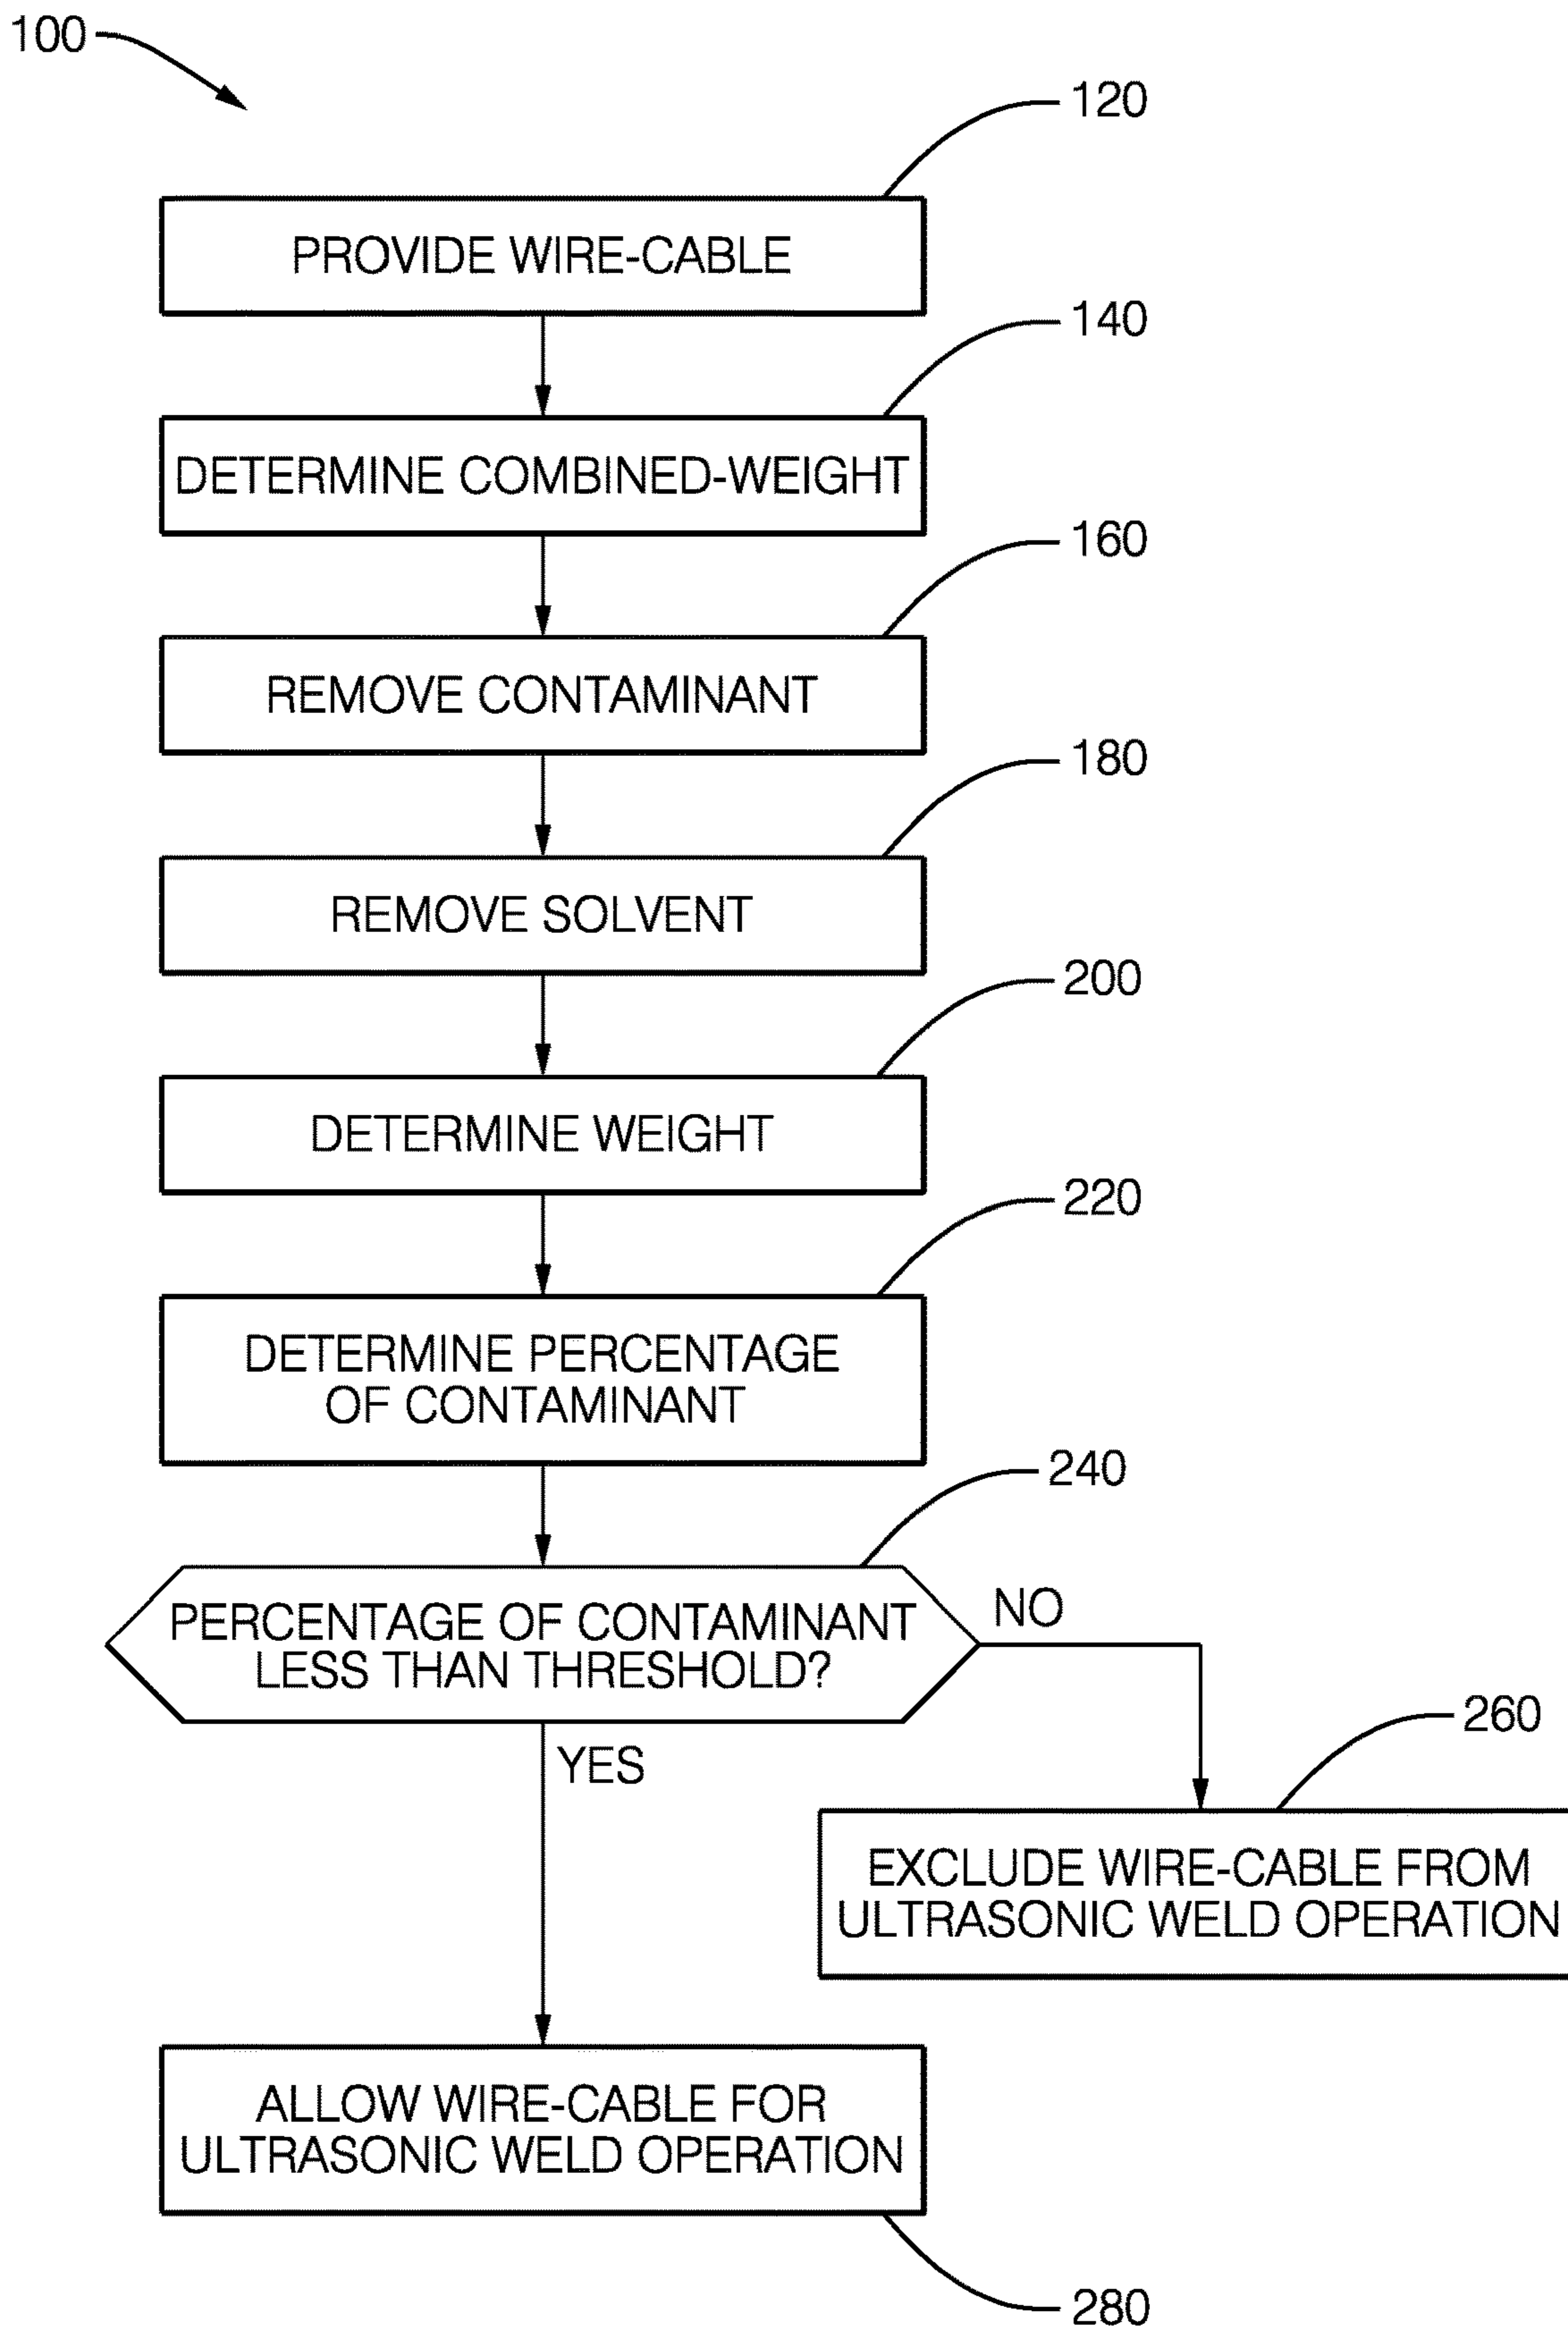 100
120
PROVIDE WIRE-CABLE
140
DETERMINE COMBINED-WEIGHT
160
REMOVE CONTAMINANT
180
REMOVE SOLVENT
200
DETERMINE WEIGHT
220
DETERMINE PERCENTAGE
OF CONTAMINANT
240
PERCENTAGE OF CONTAMINANT
LESS THAN THRESHOLD?
NO
YES
260
EXCLUDE WIRE-CABLE FROM
ULTRASONIC WELD OPERATION
ALLOW WIRE-CABLE FOR
ULTRASONIC WELD OPERATION
280